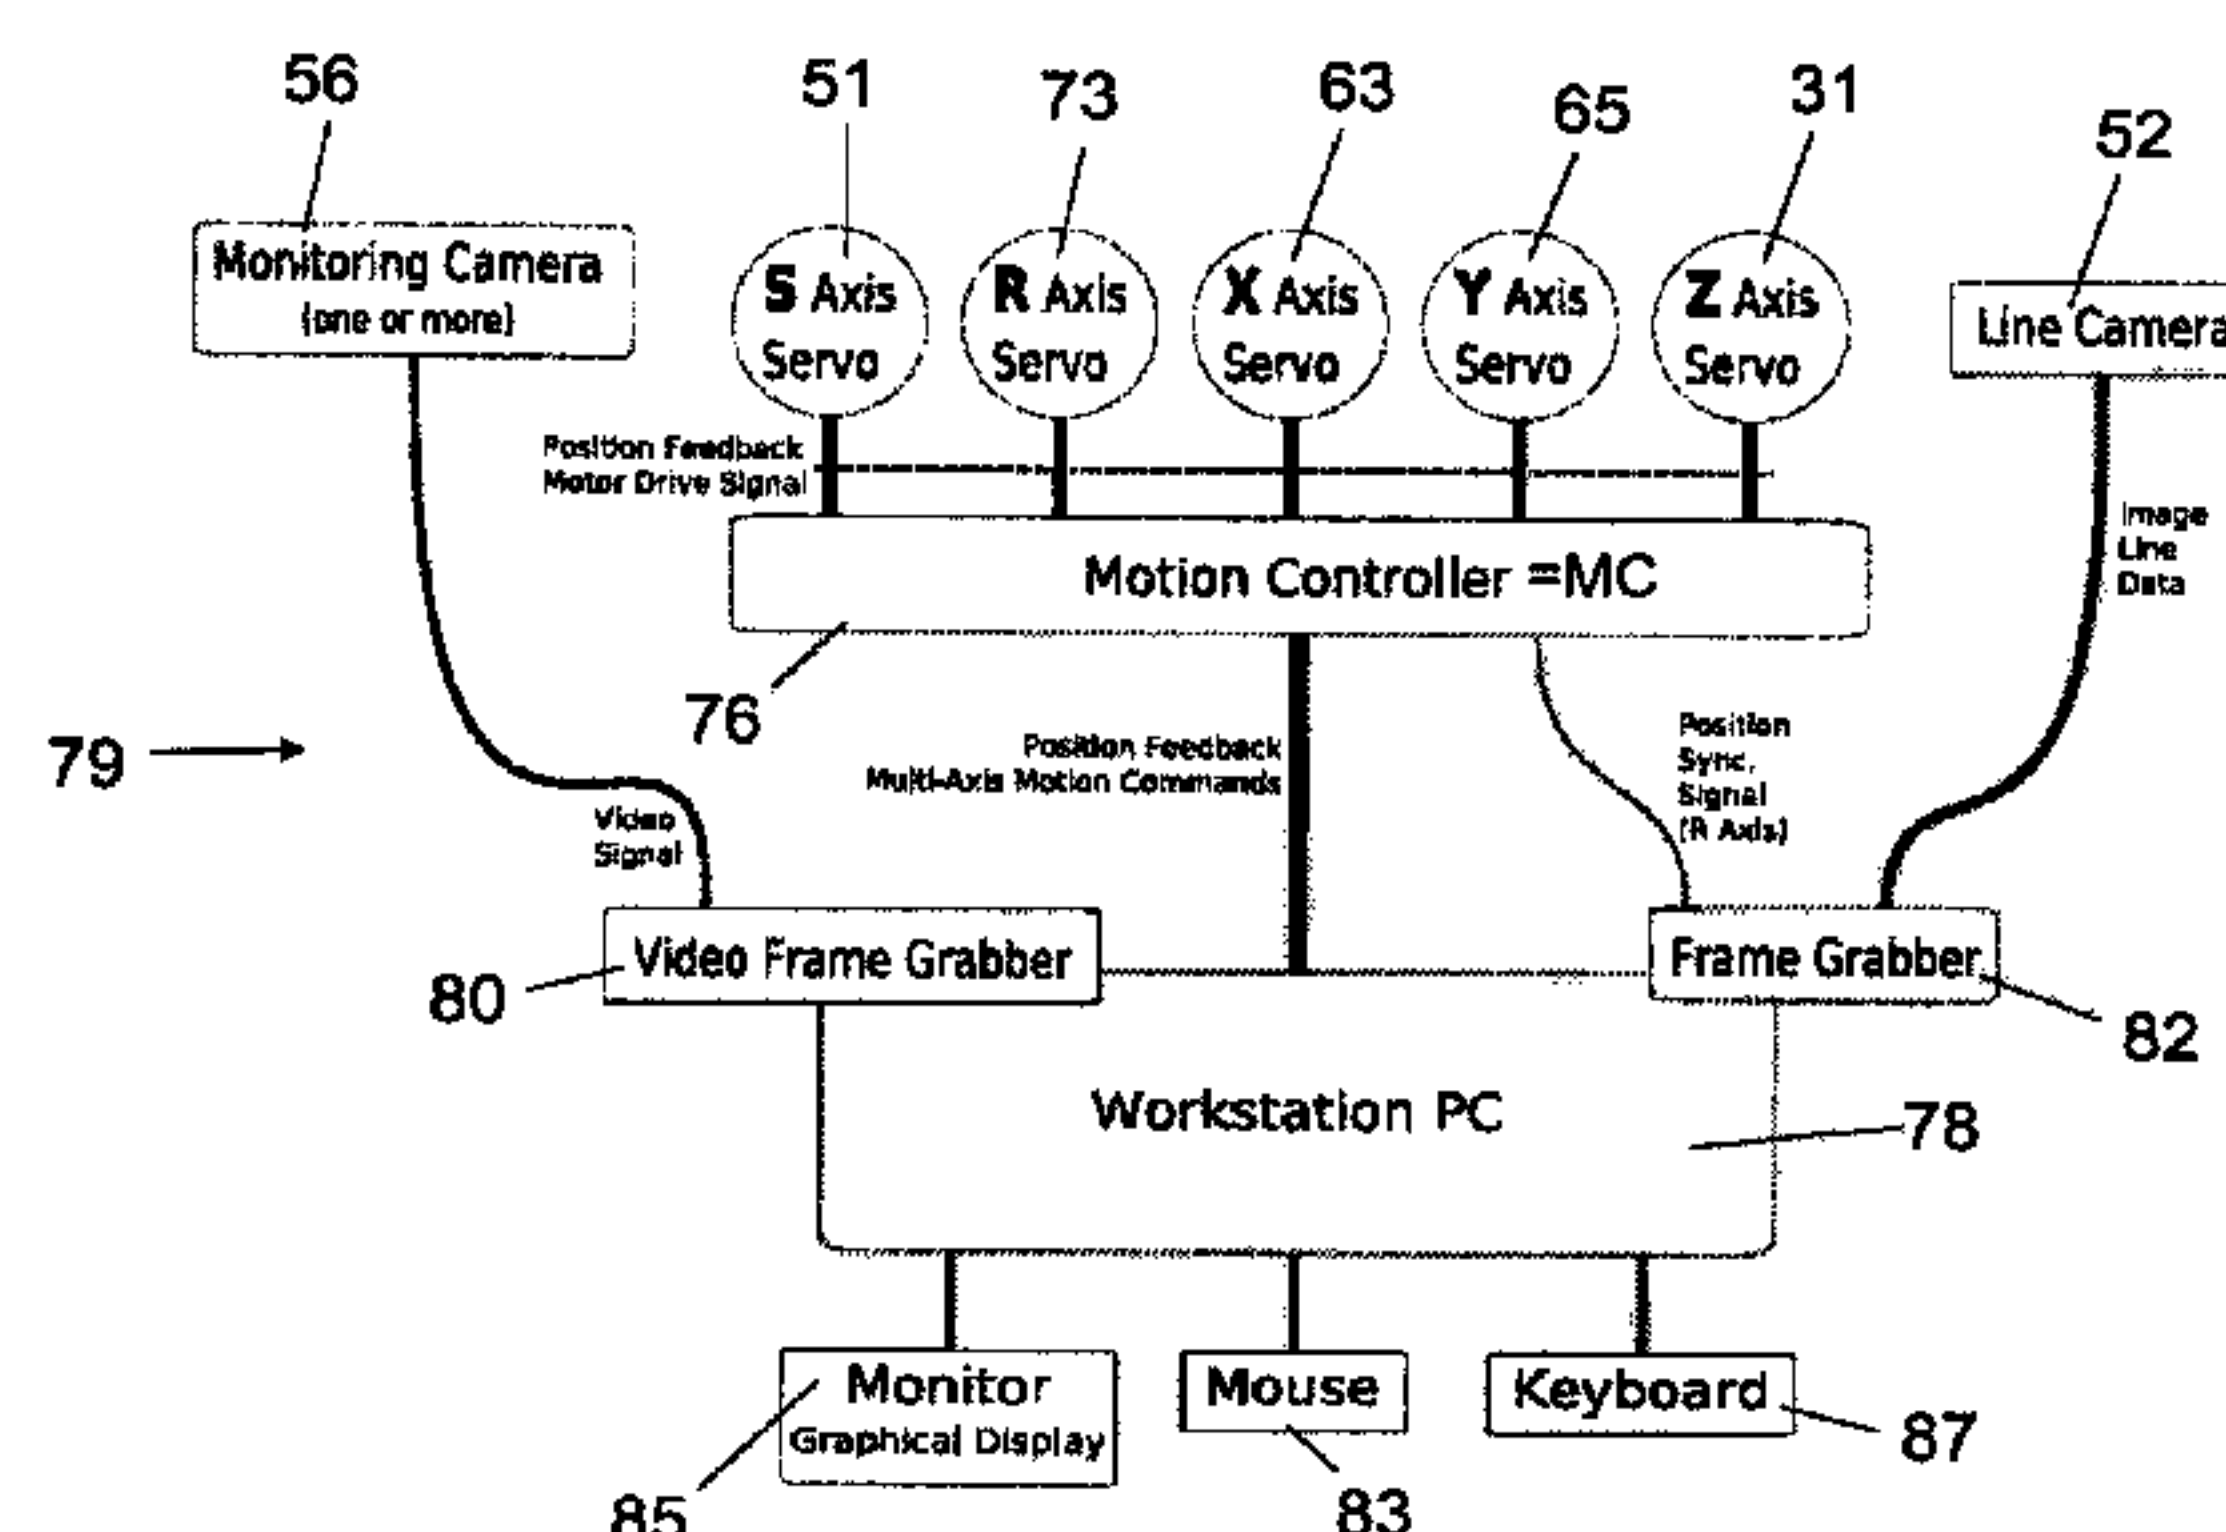 56
51
73
63
65
31
52
Monitoring Camera
(one or more)
S Axis
Servo
R Axis
Servo
X Axis
Servo
Y Axis
Servo
Z Axis
Servo
Line Camera
Position Feedback
Motor Drive Signal
Image
Line
Data
Motion Controller =MC
76
79
Position Feedback
Multi-Axis Motion Commands
Position
Sync.
Signal
(R Axis)
Video
Signal
Video Frame Grabber
Frame Grabber
80
82
Workstation PC
78
Monitor
Graphical Display
Mouse
Keyboard
87
85
83